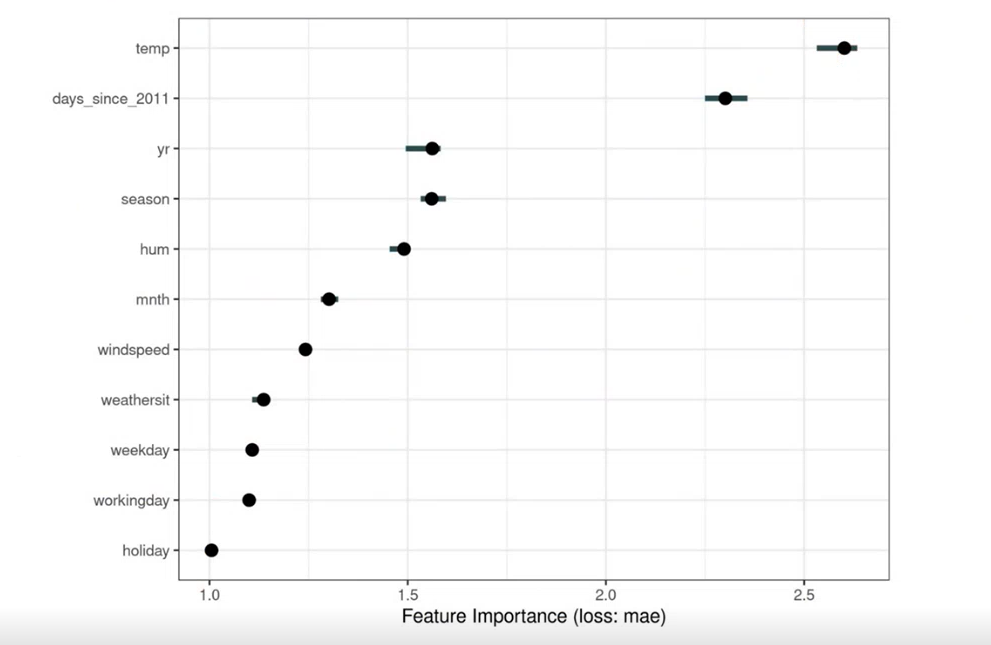 temp
days_since_2011
yr
season
hum
mnth
windspeed
weathersit
weekday
workingday
holiday
1.0 1.5 2.0 2.5
Feature Importance (loss: mae)